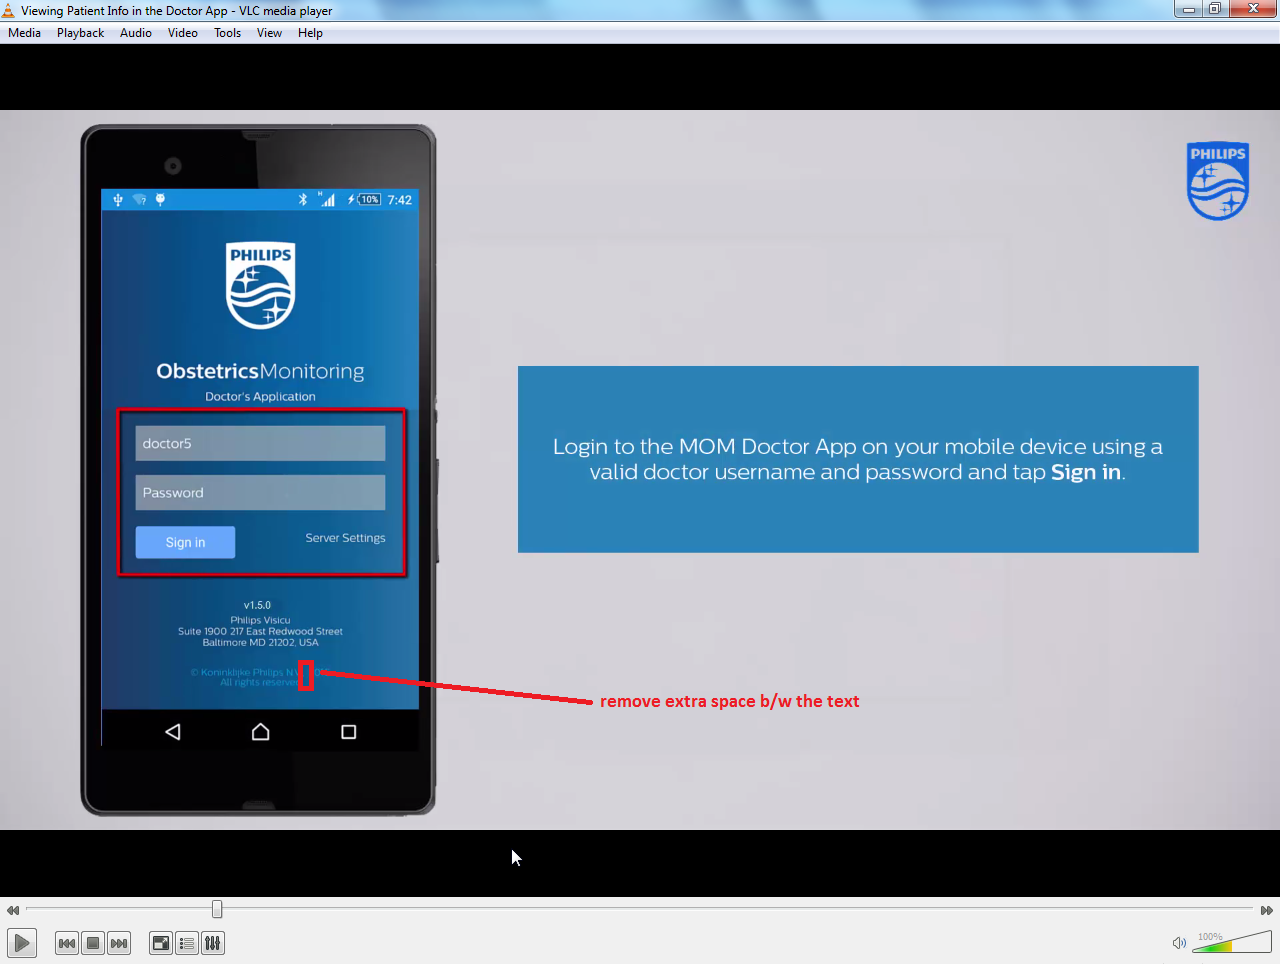 Viewing Patient Info in the Doctor App - VLC media player
Media Playback Audio Video Tools View Help
PHILIPS
10% 7:42
PHILIPS
ObstetricsMonitoring
Doctor's Application
doctor5
Password
Sign in
Server Settings
Login to the MOM Doctor App on your mobile device using a
valid doctor username and password and tap Sign in.
v1.5.0
Philips Visicu
Suite 1900 217 East Redwood Street
Baltimore MD 21202, USA
© Koninklijke Philips
All rights
remove extra space b/w the text
100%